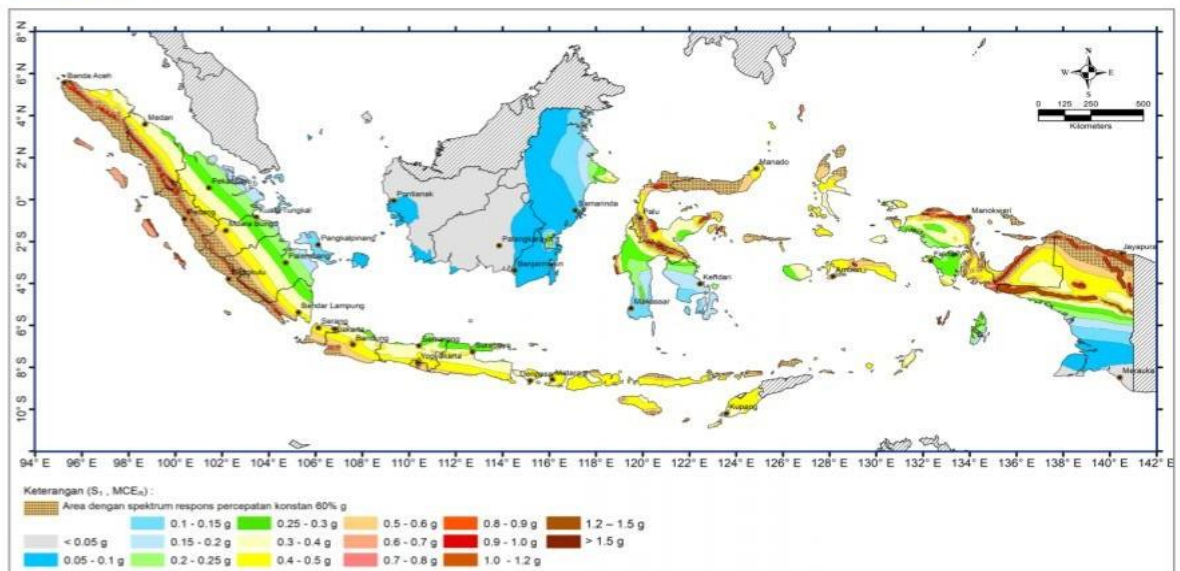 8° N
6° N
4° N
2° N
0°
2° S
4° S
6° S
8° S
10° S
Banda Aceh
Medan
Kuala Tungkal
Muara Bungo
Pangkalpinang
Palembang
Bengkulu
Bandar Lampung
Serang
Jakarta
Bandung
Semarang
Yogyakarta
Surabaya
Denpasar
Mataram
Kupang
Pontianak
Palangkaraya
Banjarmasin
Samarinda
Palu
Manado
Makassar
Kendari
Ambon
Manokwari
Jayapura
Merauke
N
W E
S
0 125 250 500
Kilometers
94° E 96° E 98° E 100° E 102° E 104° E 106° E 108° E 110° E 112° E 114° E 116° E 118° E 120° E 122° E 124° E 126° E 128° E 130° E 132° E 134° E 136° E 138° E 140° E 142° E
Keterangan (S₁ , MCE_R) :
Area dengan spektrum respons percepatan konstan 60% g
0.1 - 0.15 g 0.25 - 0.3 g 0.5 - 0.6 g 0.8 - 0.9 g 1.2 – 1.5 g
< 0.05 g 0.15 - 0.2 g 0.3 - 0.4 g 0.6 - 0.7 g 0.9 - 1.0 g > 1.5 g
0.05 - 0.1 g 0.2 - 0.25 g 0.4 - 0.5 g 0.7 - 0.8 g 1.0 - 1.2 g